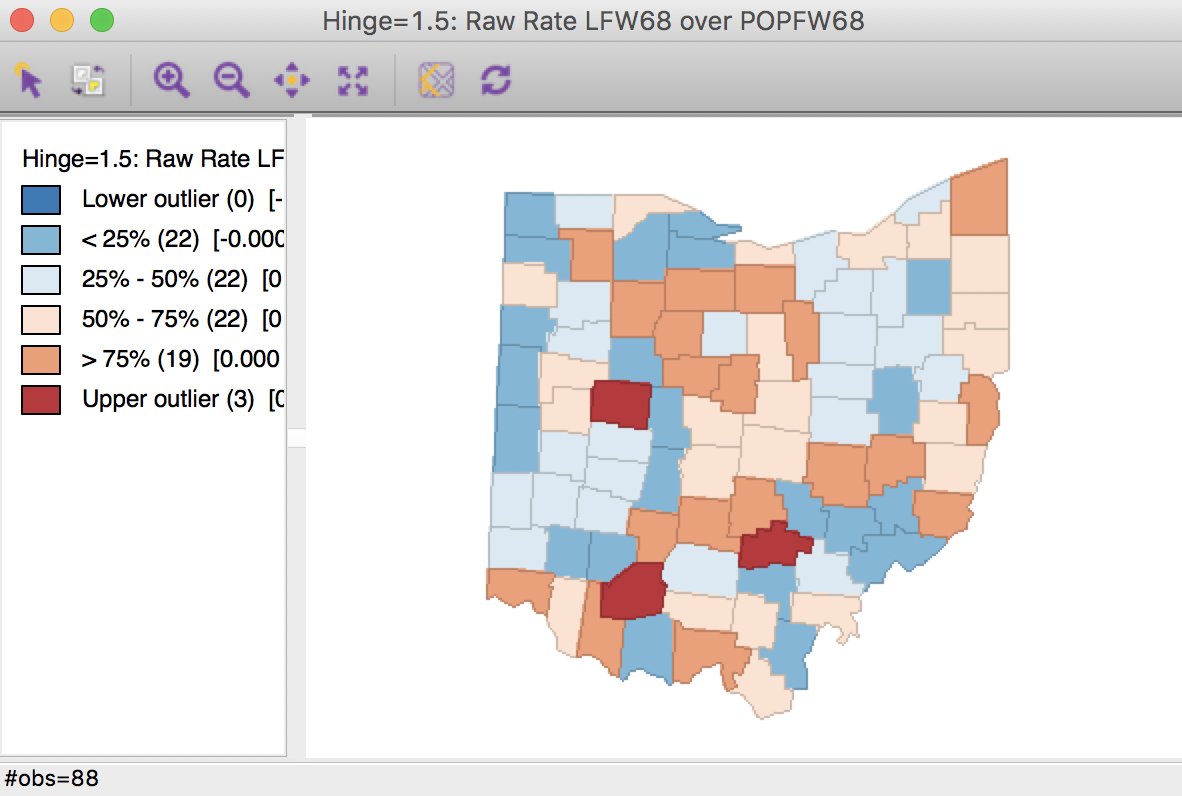 Hinge=1.5: Raw Rate LFW68 over POPFW68
Hinge=1.5: Raw Rate LF
Lower outlier (0) [-
< 25% (22) [-0.000
25% - 50% (22) [0
50% - 75% (22) [0
> 75% (19) [0.000
Upper outlier (3) [0
#obs=88